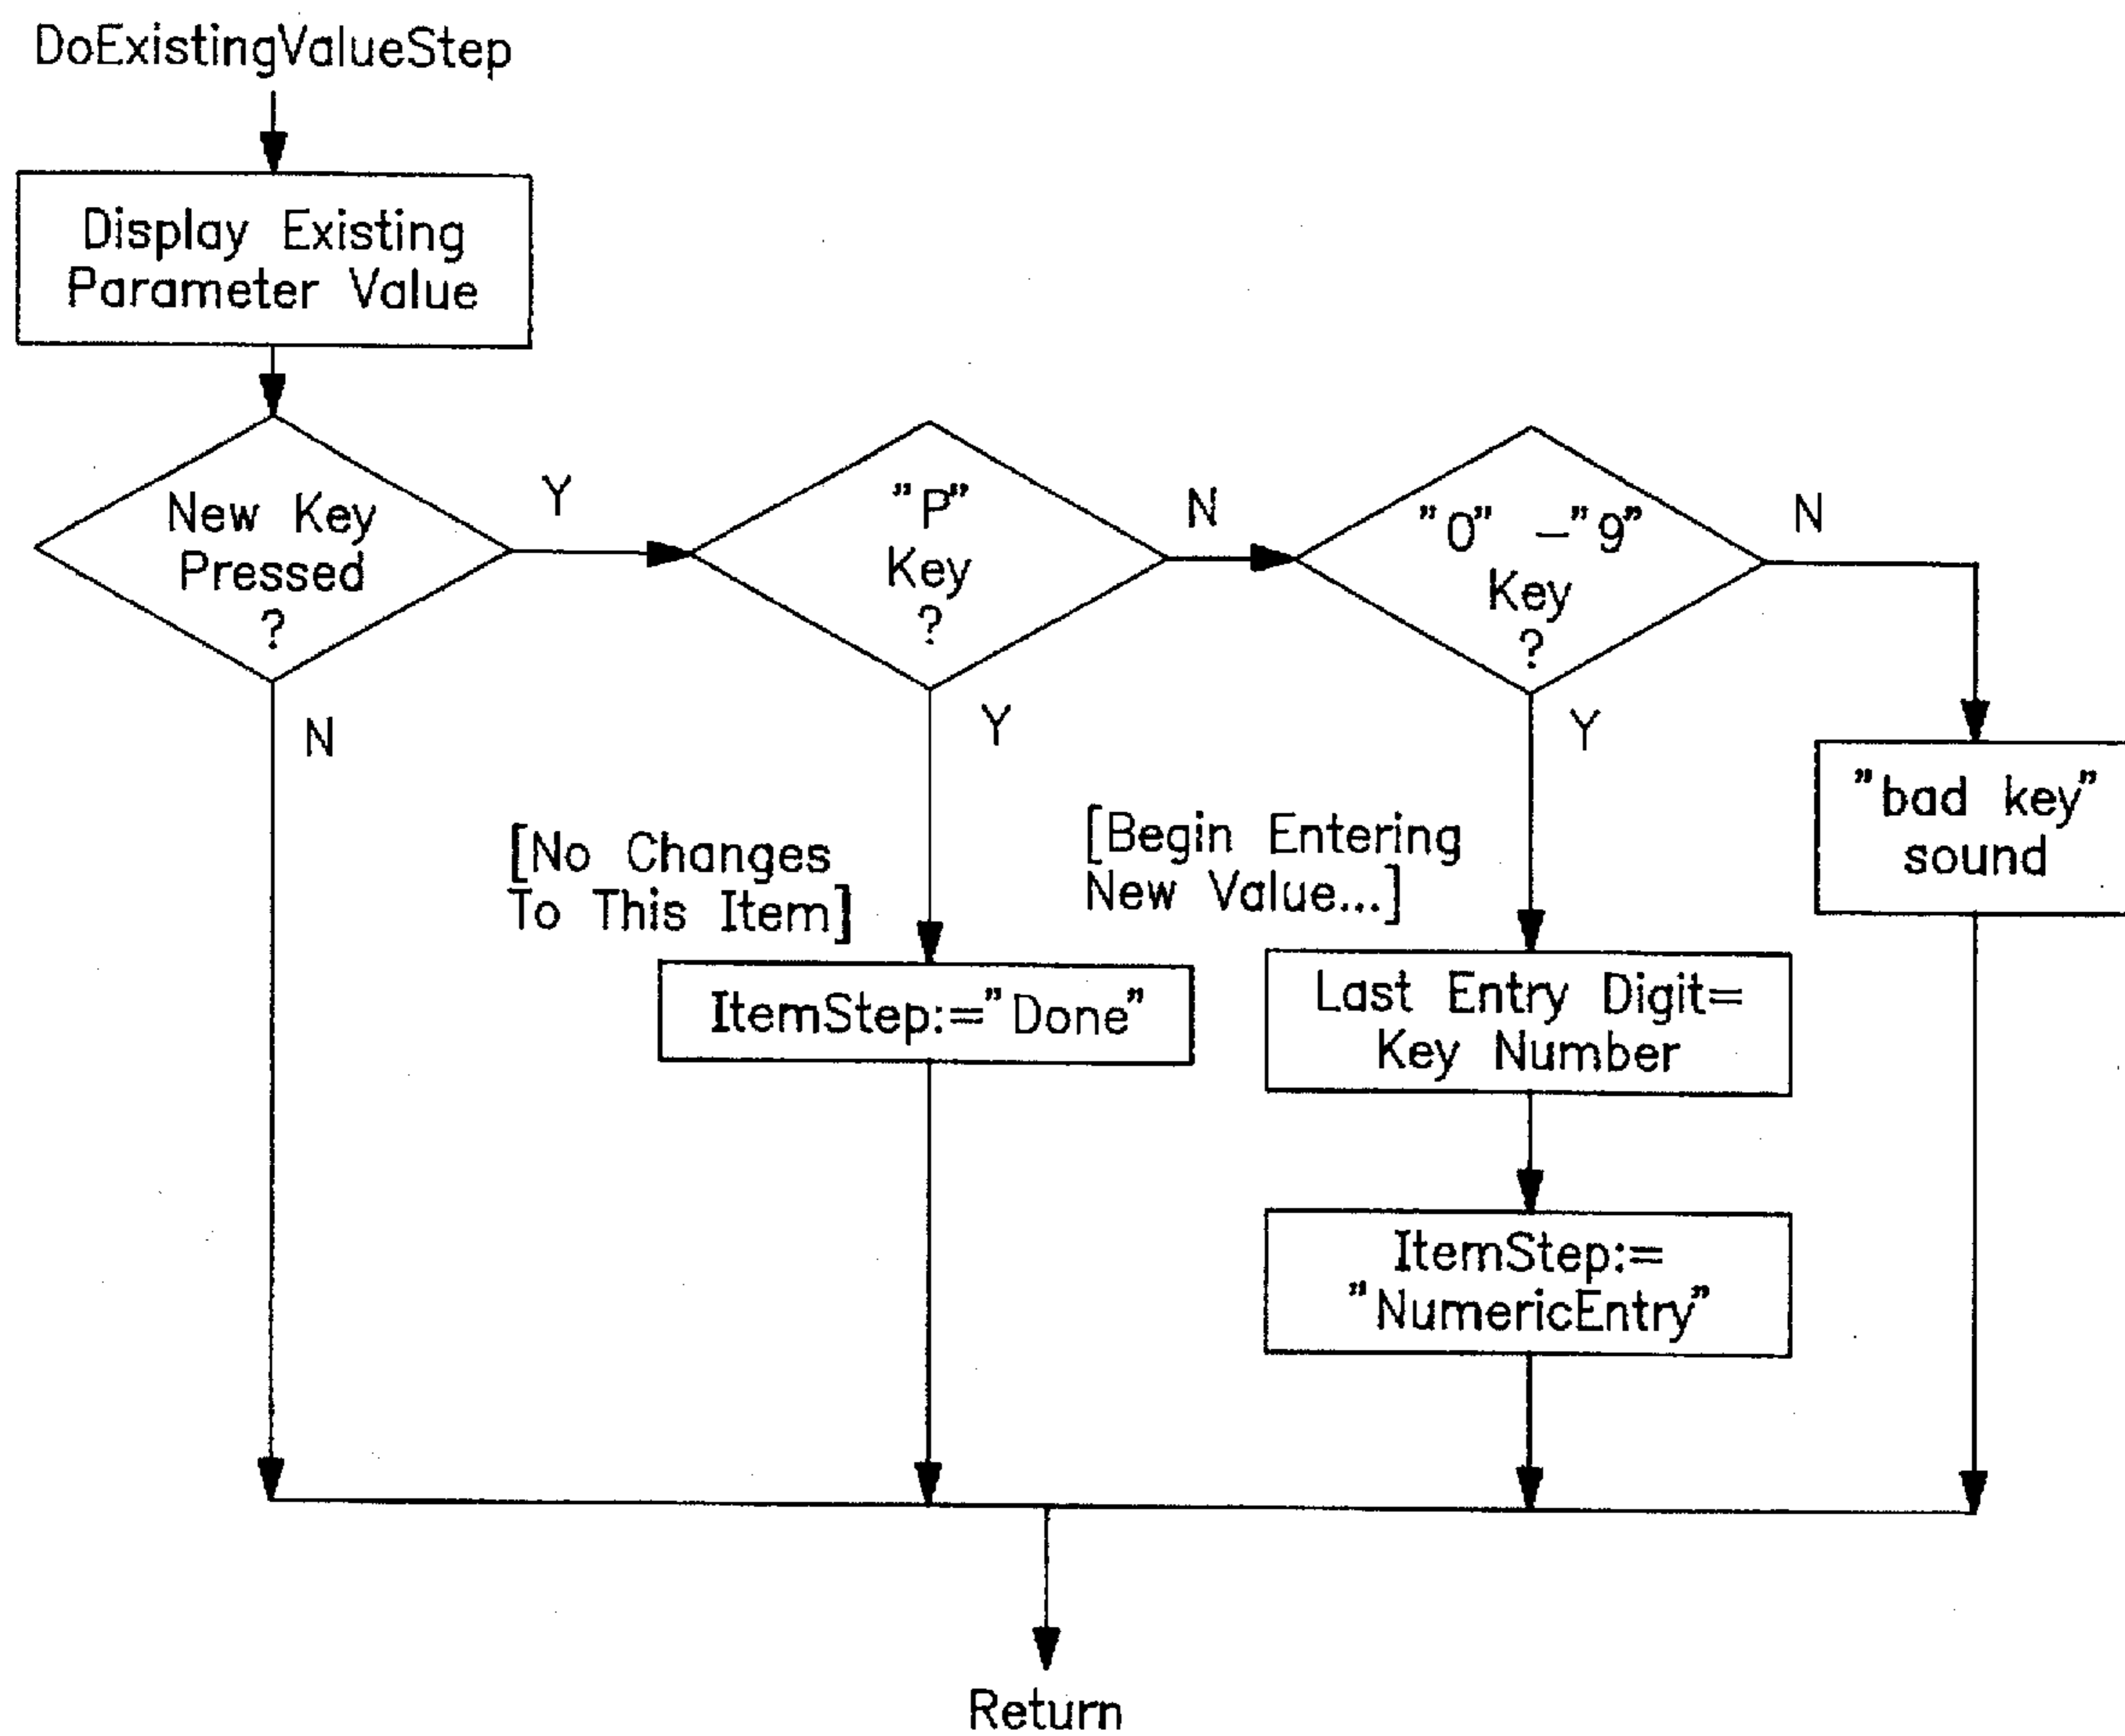 DoExistingValueStep
Display Existing
Parameter Value
New Key
Pressed
?
Y
N
"P"
Key
?
N
Y
"0" -"9"
Key
?
N
Y
"bad key"
sound
[No Changes
To This Item]
ItemStep:="Done"
[Begin Entering
New Value...]
Last Entry Digit=
Key Number
ItemStep:=
"NumericEntry"
Return